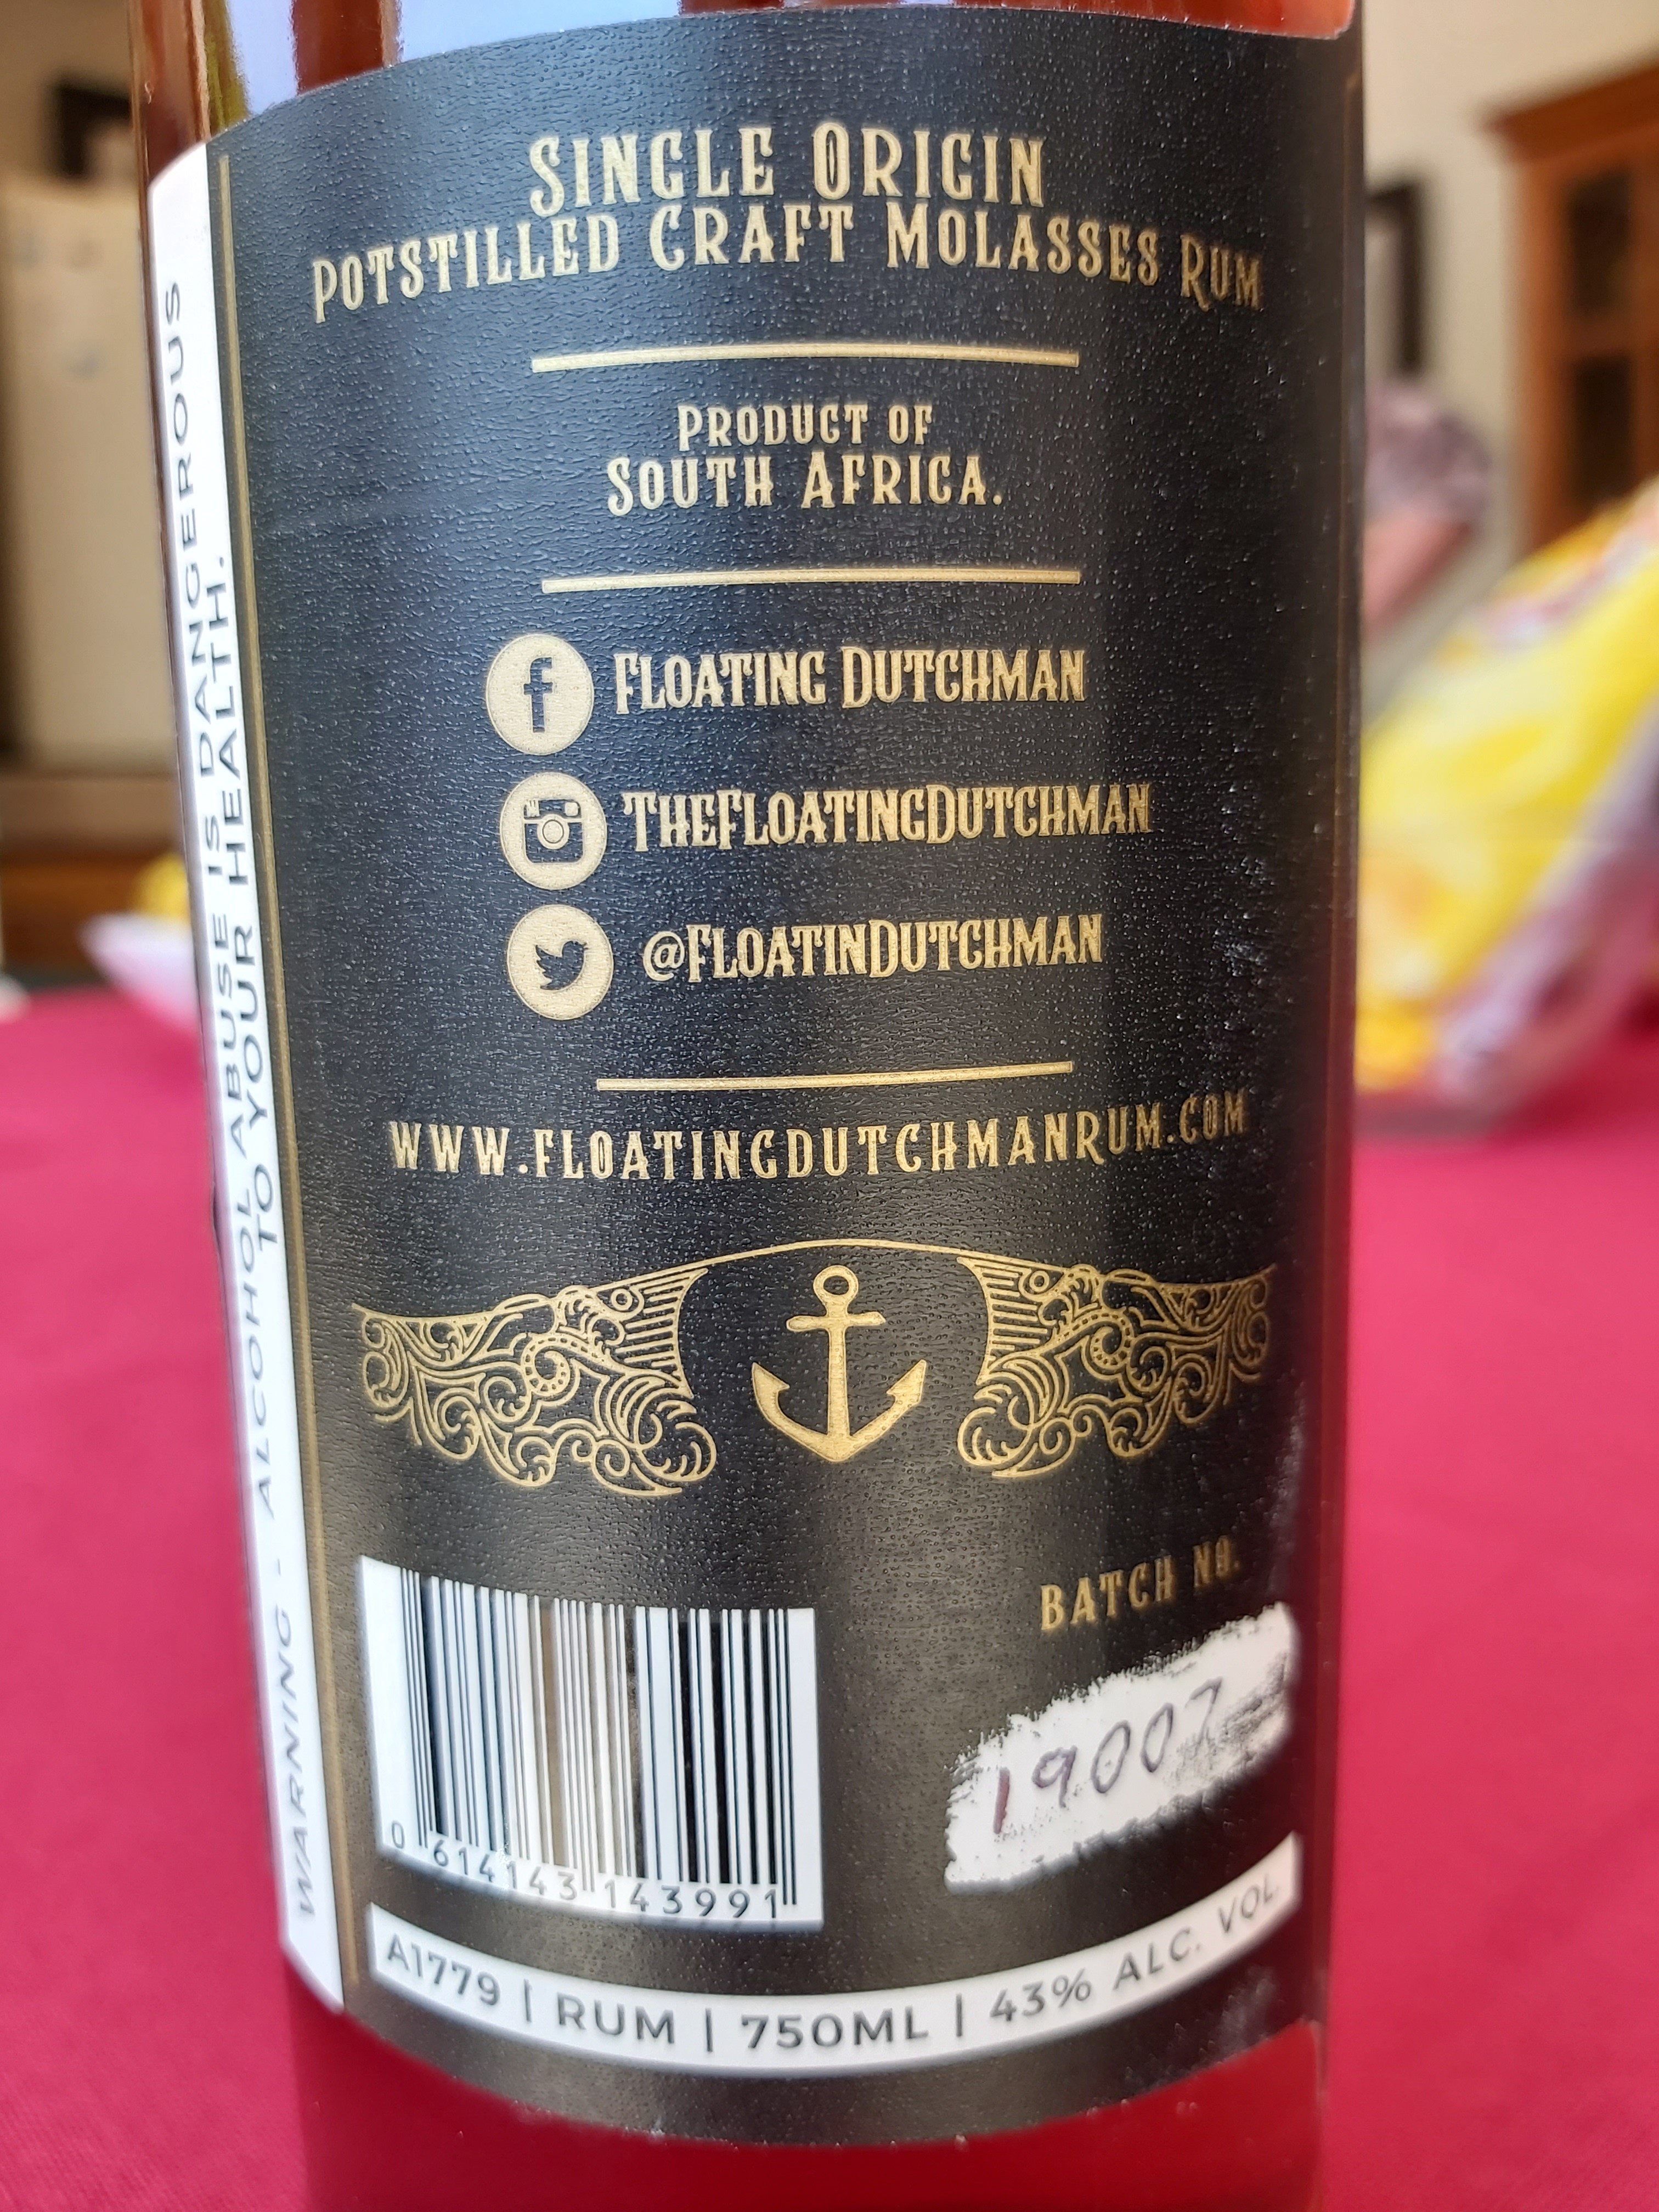 Single Origin
Potstilled Craft Molasses Rum
Product of
South Africa.
Floating Dutchman
TheFloatingDutchman
@FloatinDutchman
www.floatingdutchmanRum.com
Batch No.
19007
0 614143 143991
A1779 | RUM | 750ML | 43% ALC. VOL.
WARNING - ALCOHOL ABUSE IS DANGEROUS
TO YOUR HEALTH.